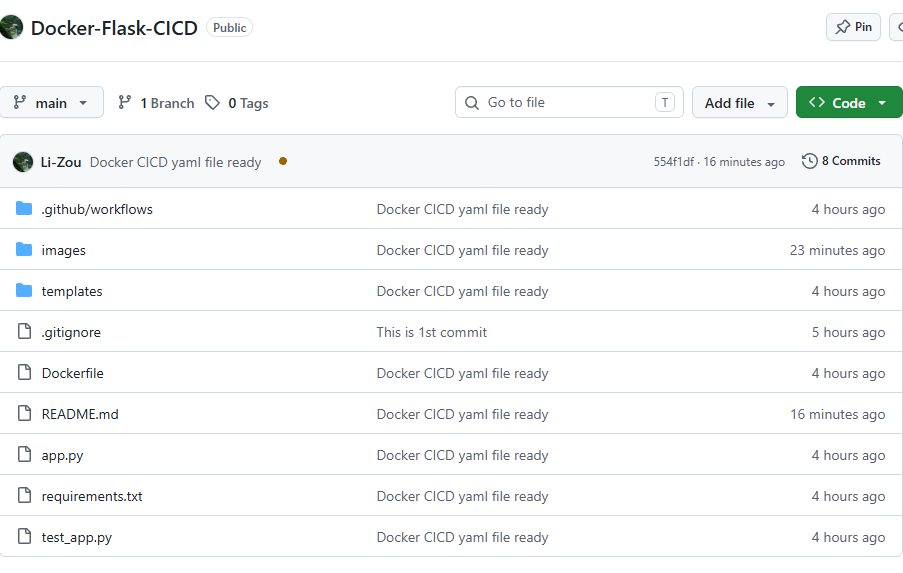 Docker-Flask-CICD Public Pin
main 1 Branch 0 Tags Go to file T Add file Code
Li-Zou Docker CICD yaml file ready 554f1df · 16 minutes ago 8 Commits
.github/workflows Docker CICD yaml file ready 4 hours ago
images Docker CICD yaml file ready 23 minutes ago
templates Docker CICD yaml file ready 4 hours ago
.gitignore This is 1st commit 5 hours ago
Dockerfile Docker CICD yaml file ready 4 hours ago
README.md Docker CICD yaml file ready 16 minutes ago
app.py Docker CICD yaml file ready 4 hours ago
requirements.txt Docker CICD yaml file ready 4 hours ago
test_app.py Docker CICD yaml file ready 4 hours ago